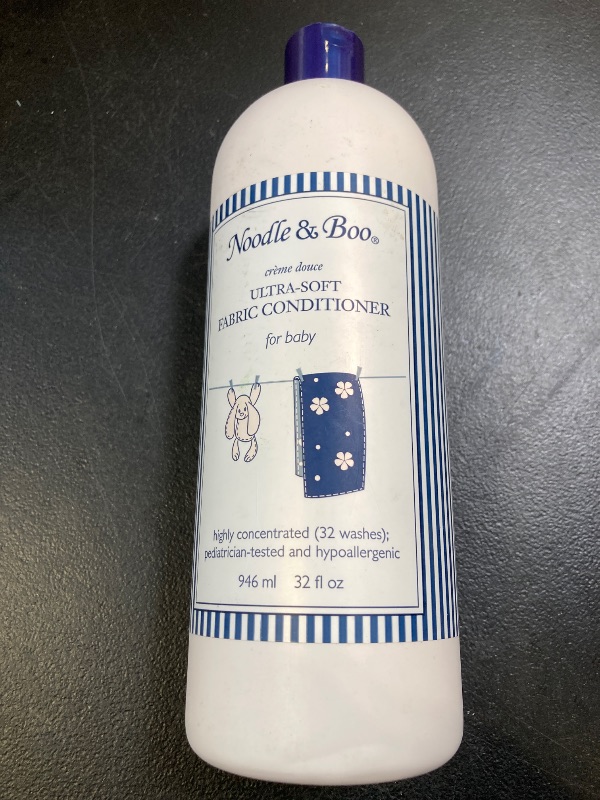 Noodle & Boo®
crème douce
ULTRA-SOFT
FABRIC CONDITIONER
for baby
highly concentrated (32 washes);
pediatrician-tested and hypoallergenic
946 ml 32 fl oz